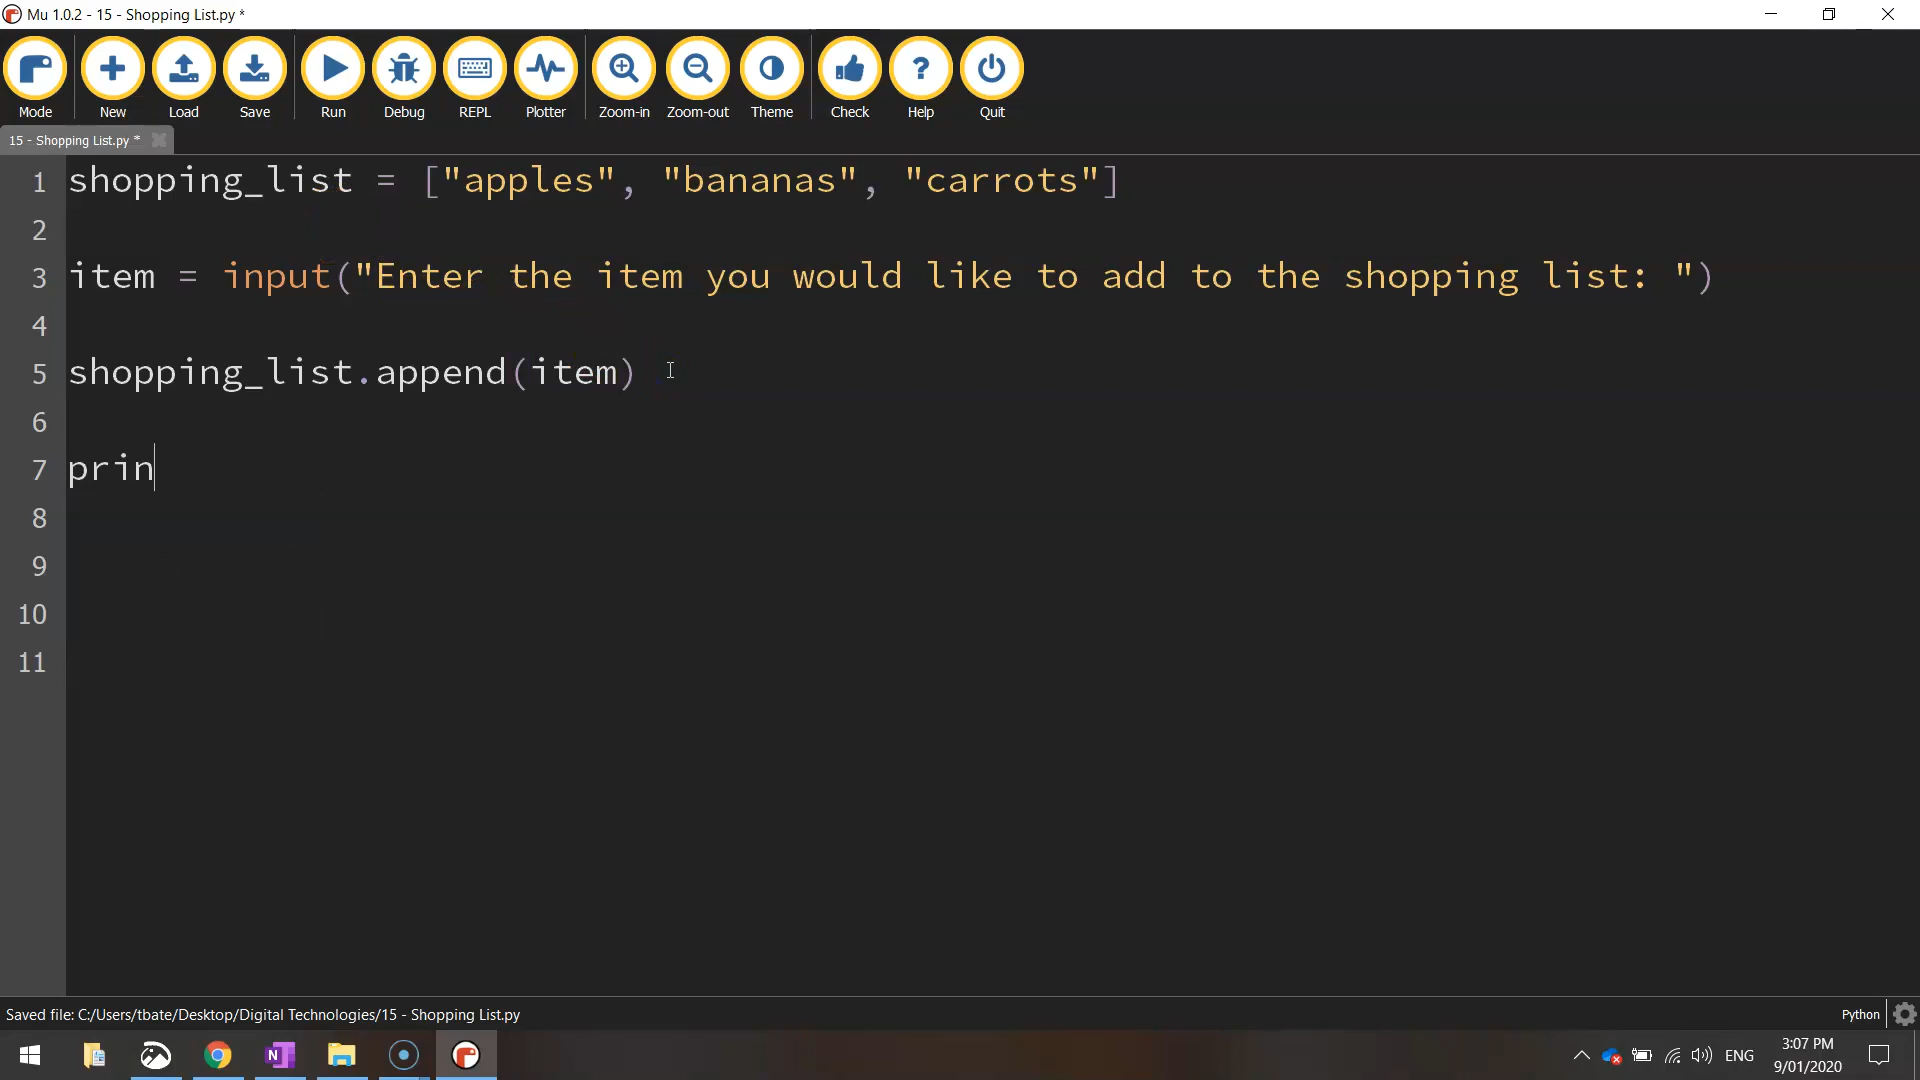 Mu 1.0.2 - 15 - Shopping List.py *
Mode New Load Save Run Debug REPL Plotter Zoom-in Zoom-out Theme Check Help Quit
15 - Shopping List.py *
1 shopping_list = ["apples", "bananas", "carrots"]
2
3 item = input("Enter the item you would like to add to the shopping list: ")
4
5 shopping_list.append(item)
6
7 prin
8
9
10
11
Saved file: C:/Users/tbate/Desktop/Digital Technologies/15 - Shopping List.py
Python
N
ENG
3:07 PM
9/01/2020